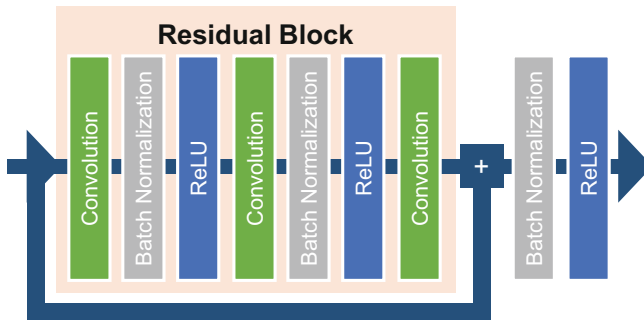 Residual Block
Convolution
Batch Normalization
ReLU
Convolution
Batch Normalization
ReLU
Convolution
+
Batch Normalization
ReLU